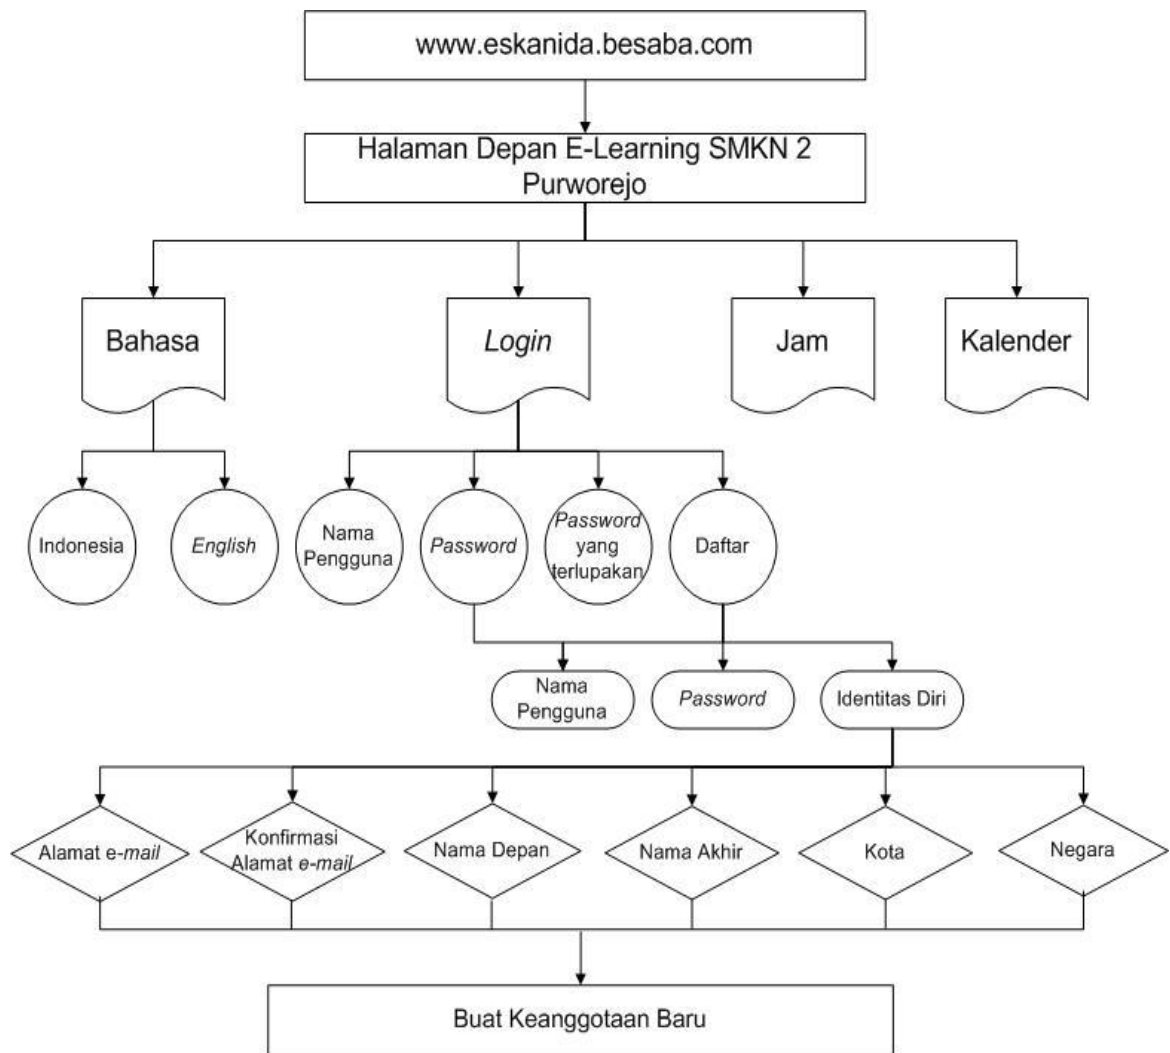 www.eskanida.besaba.com
Halaman Depan E-Learning SMKN 2
Purworejo
Bahasa
Login
Jam
Kalender
Indonesia
English
Nama
Pengguna
Password
Password
yang
terlupakan
Daftar
Nama
Pengguna
Password
Identitas Diri
Alamat e-mail
Konfirmasi
Alamat e-mail
Nama Depan
Nama Akhir
Kota
Negara
Buat Keanggotaan Baru